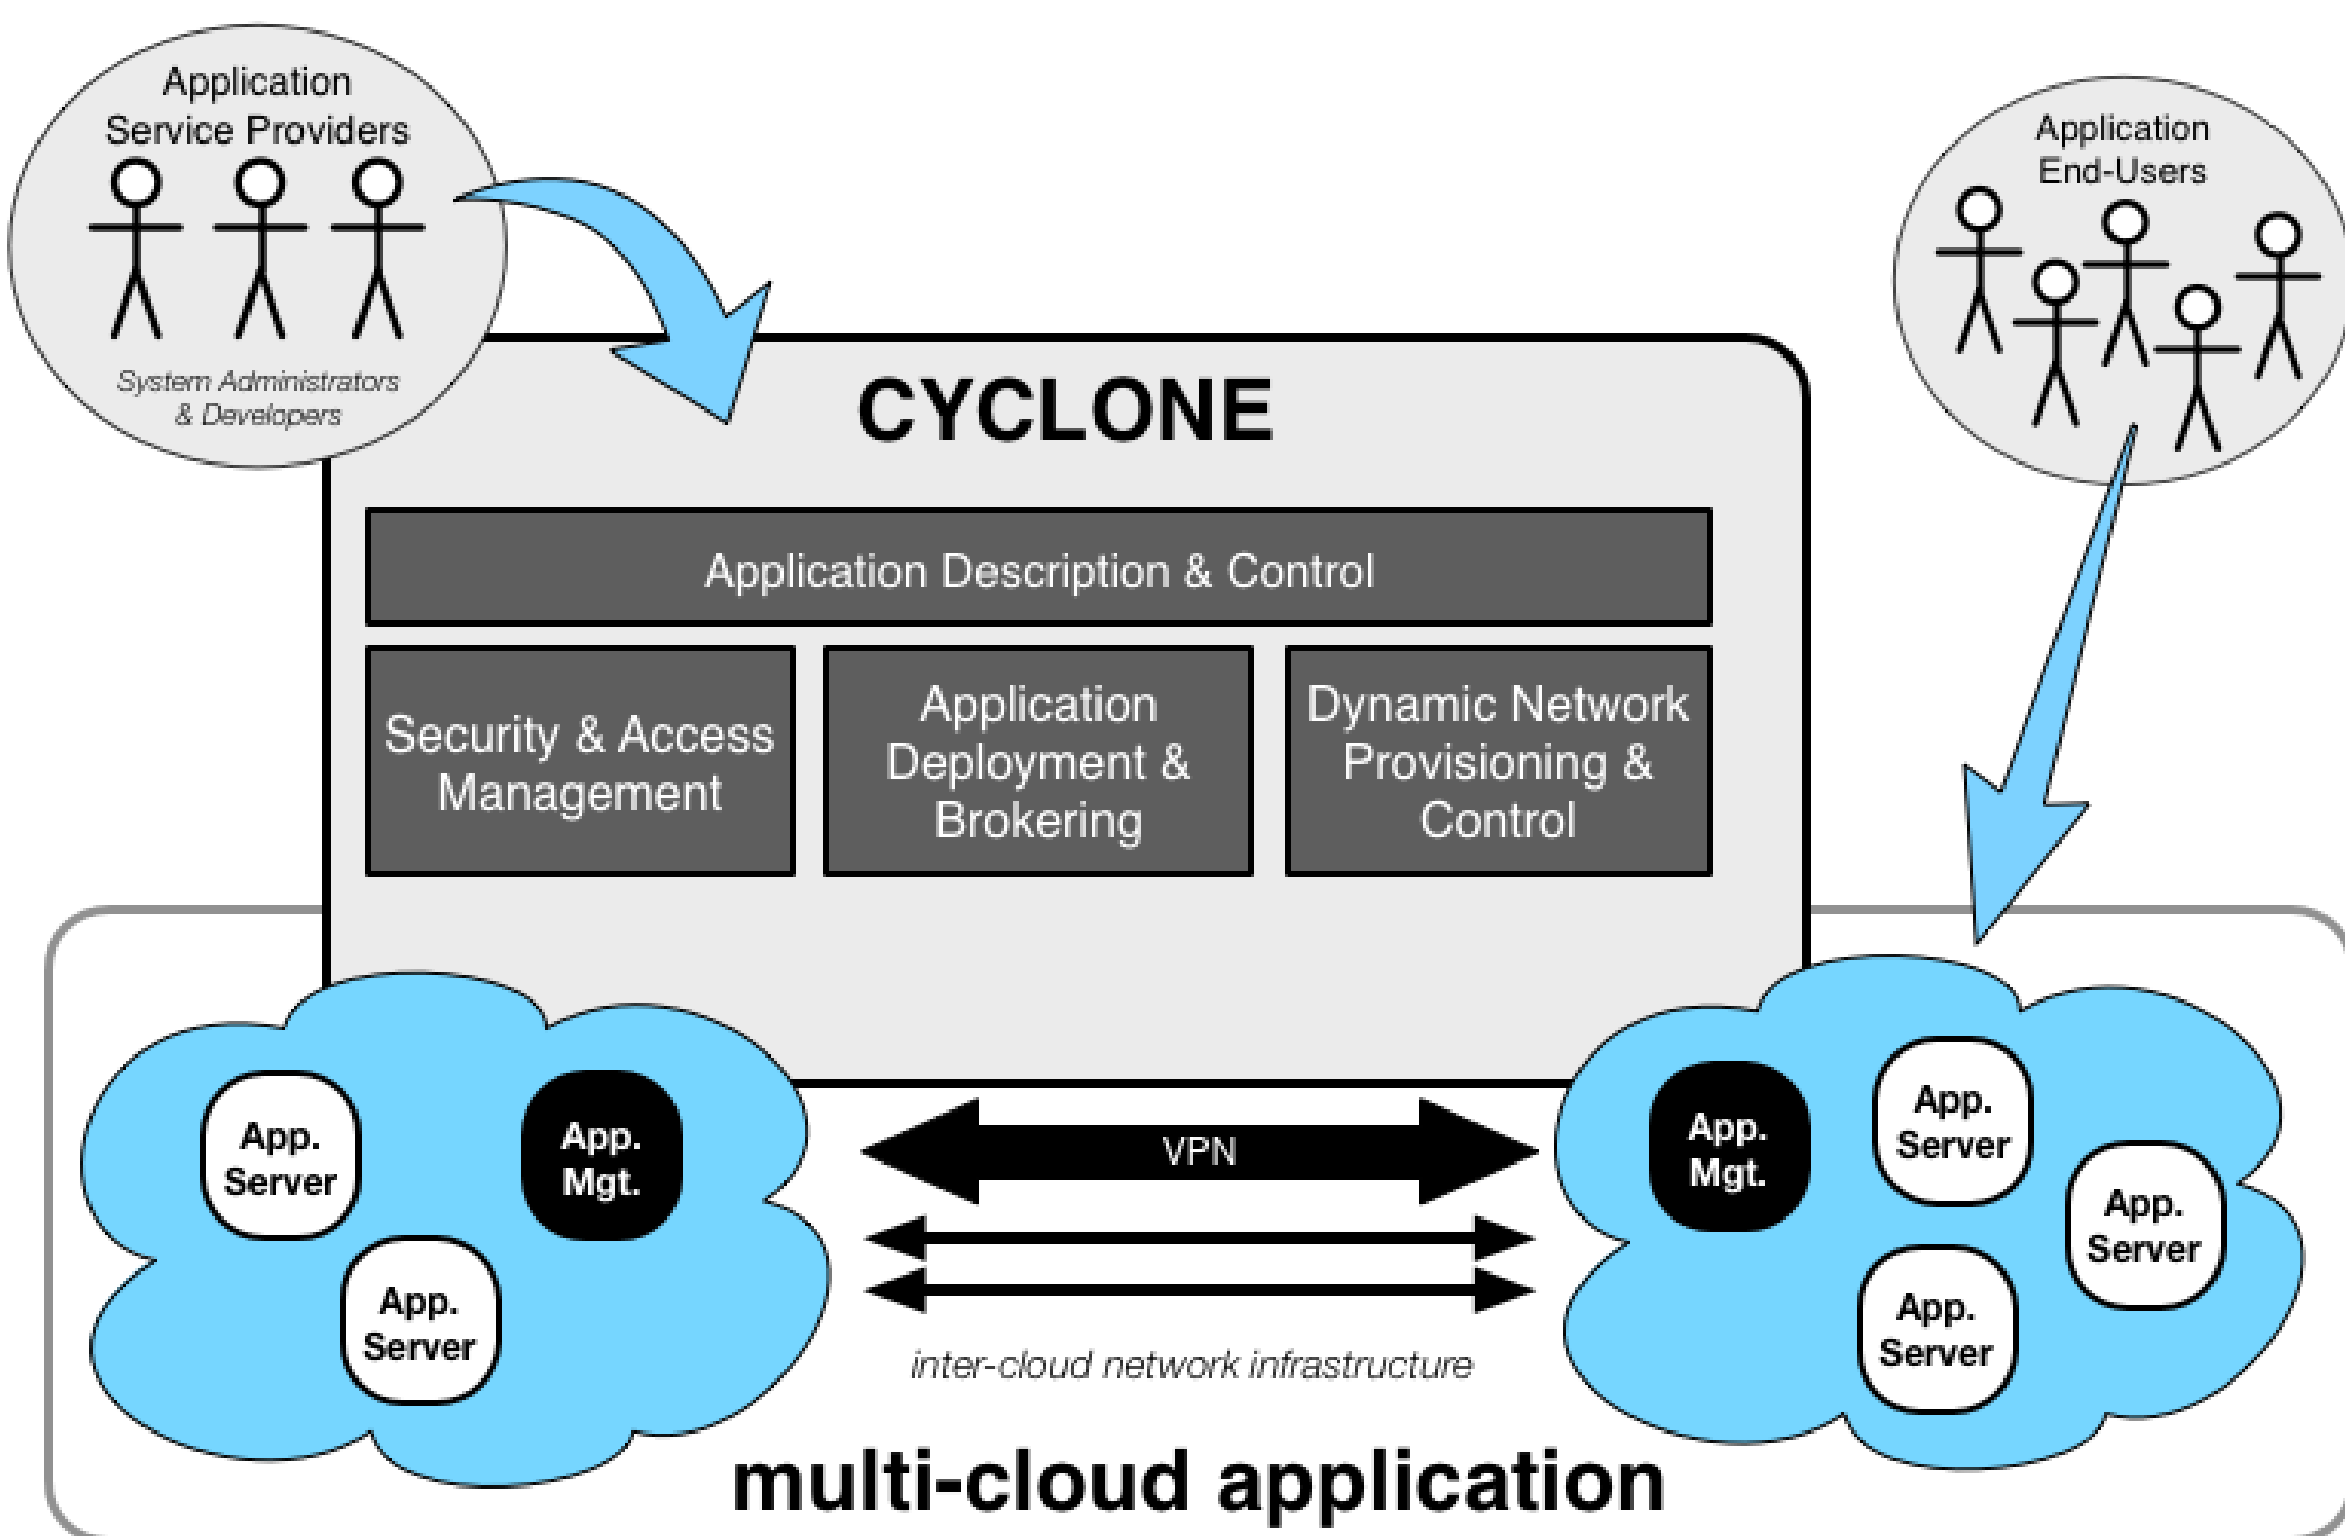 Application
Service Providers
System Administrators
& Developers
Application
End-Users
CYCLONE
Application Description & Control
Security & Access
Management
Application
Deployment &
Brokering
Dynamic Network
Provisioning &
Control
App.
Server
App.
Mgt.
App.
Server
VPN
inter-cloud network infrastructure
App.
Mgt.
App.
Server
App.
Server
App.
Server
multi-cloud application